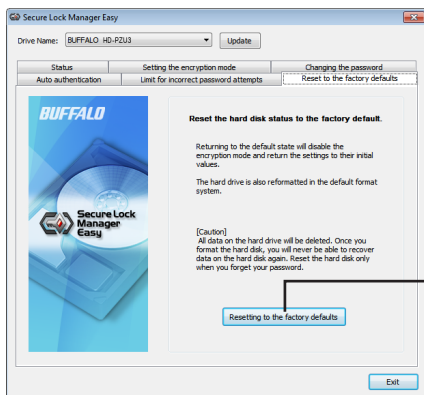 Secure Lock Manager Easy
Drive Name: BUFFALO HD-PZU3 Update
Status Setting the encryption mode Changing the password
Auto authentication Limit for incorrect password attempts Reset to the factory defaults
BUFFALO
Secure Lock
Manager
Easy
Reset the hard disk status to the factory default.
Returning to the default state will disable the
encryption mode and return the settings to their initial
values.
The hard drive is also reformatted in the default format
system.
[Caution]
All data on the hard drive will be deleted. Once you
format the hard disk, you will never be able to recover
data on the hard disk again. Reset the hard disk only
when you forget your password.
Resetting to the factory defaults
Exit